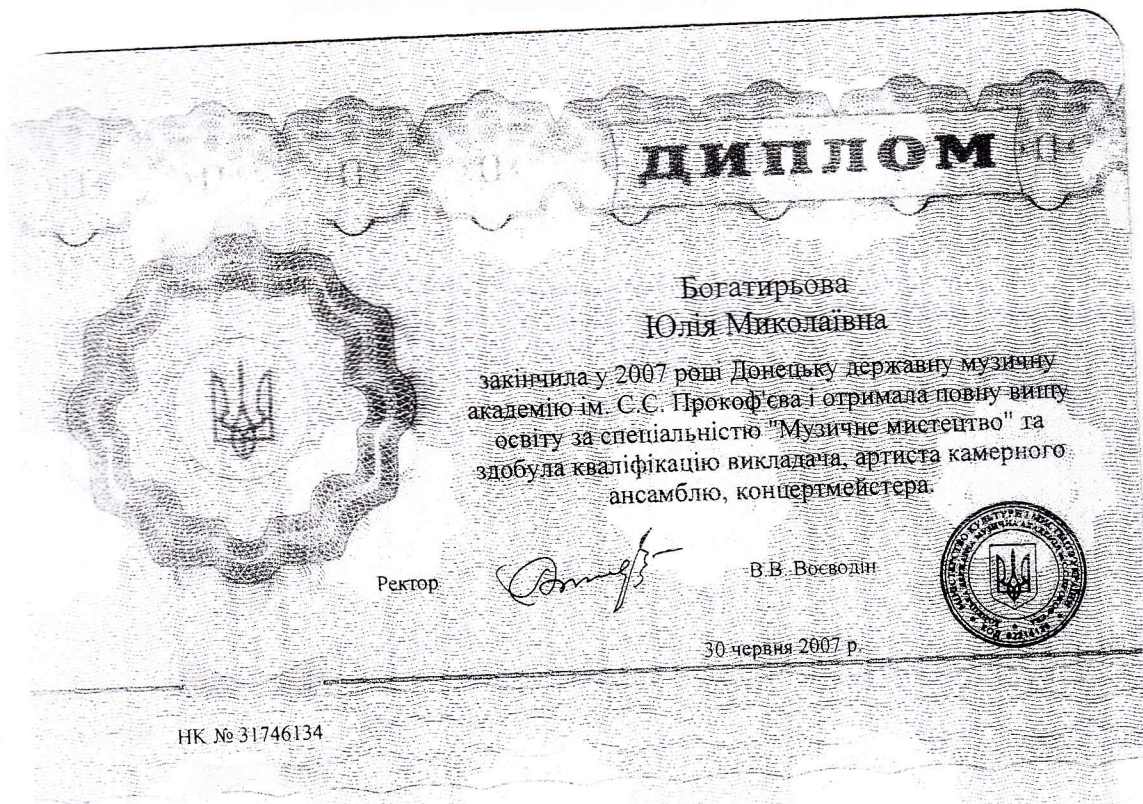 ДИПЛОМ
Богатирьова
Юлія Миколаївна
закінчила у 2007 році Донецьку державну музичну
академію ім. С.С. Прокоф'єва і отримала повну вищу
освіту за спеціальністю "Музичне мистецтво" та
здобула кваліфікацію викладача, артиста камерного
ансамблю, концертмейстера.
Ректор
В.В. Воєводін
30 червня 2007 р.
НК № 31746134